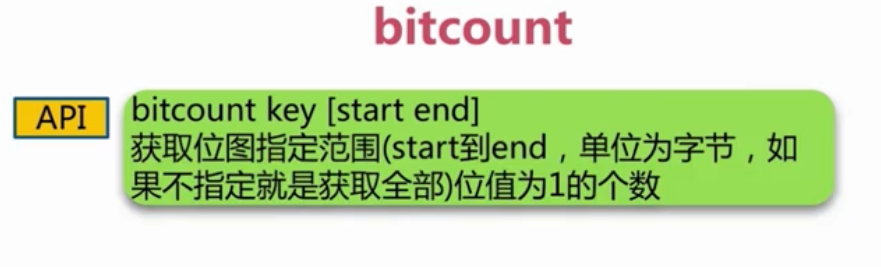 bitcount
API
bitcount key [start end]
获取位图指定范围(start到end，单位为字节，如
果不指定就是获取全部)位值为1的个数